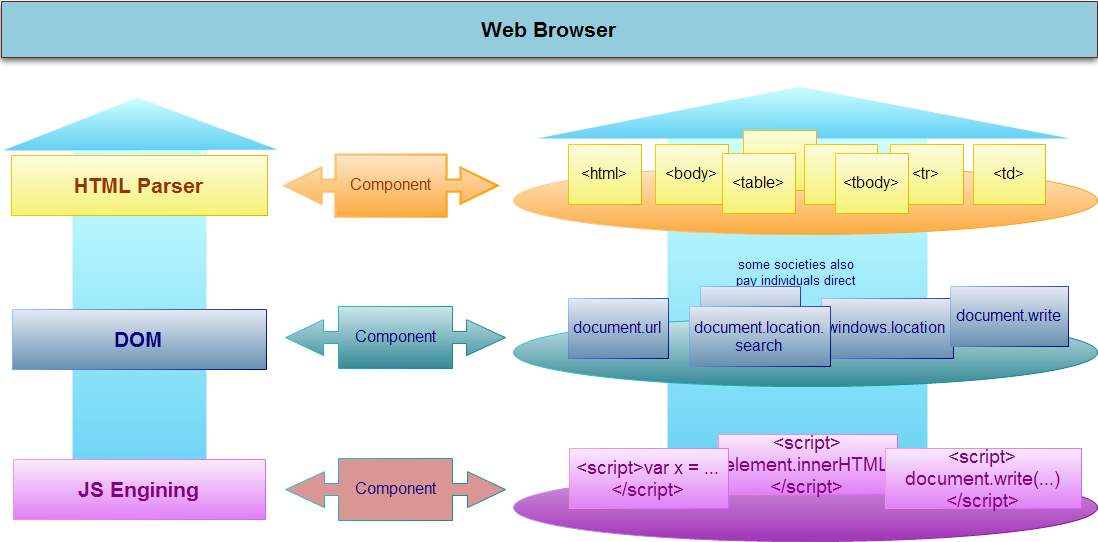 Web Browser
HTML Parser
Component
<html>
<body>
<table>
<tbody>
<tr>
<td>
some societies also
pay individuals direct
DOM
Component
document.url
document.location.
search
windows.location
document.write
JS Engining
Component
<script>var x = ...
</script>
<script>
element.innerHTML
</script>
<script>
document.write(...)
</script>